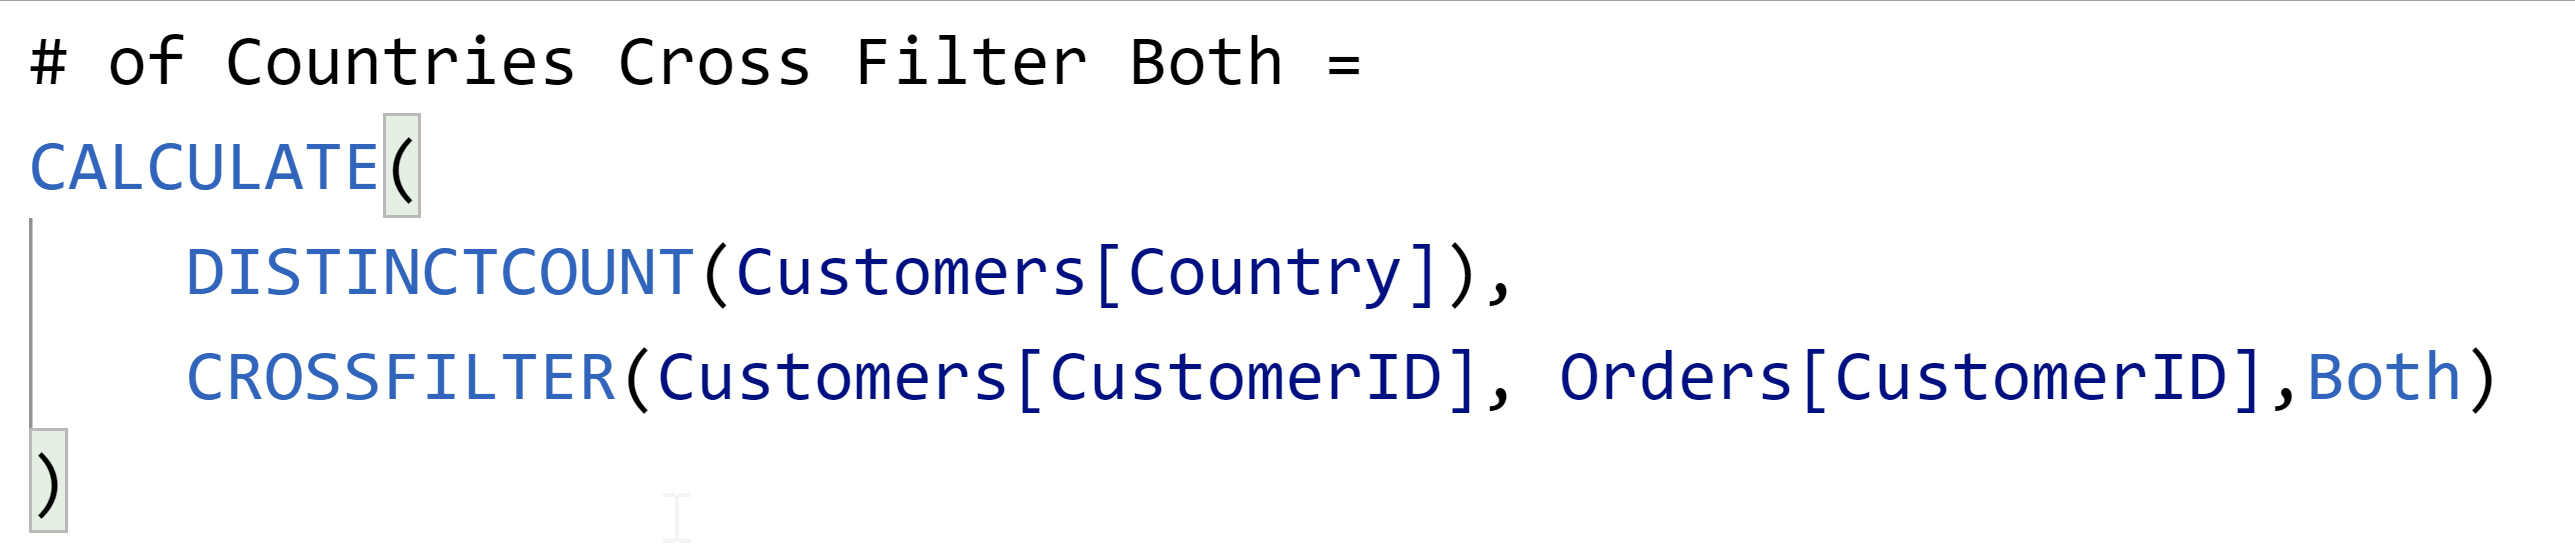 # of Countries Cross Filter Both =
CALCULATE(
    DISTINCTCOUNT(Customers[Country]),
    CROSSFILTER(Customers[CustomerID], Orders[CustomerID],Both)
)